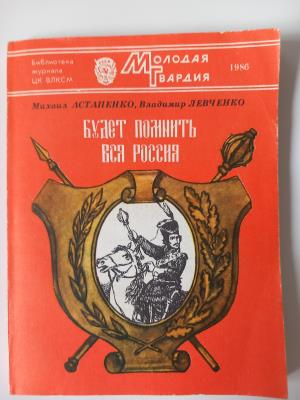 Библиотека
журнала
ЦК ВЛКСМ
МОЛОДАЯ
ГВАРДИЯ
1986
Михаил АСТАПЕНКО, Владимир ЛЕВЧЕНКО
БУДЕТ ПОМНИТЬ
ВСЯ РОССИЯ